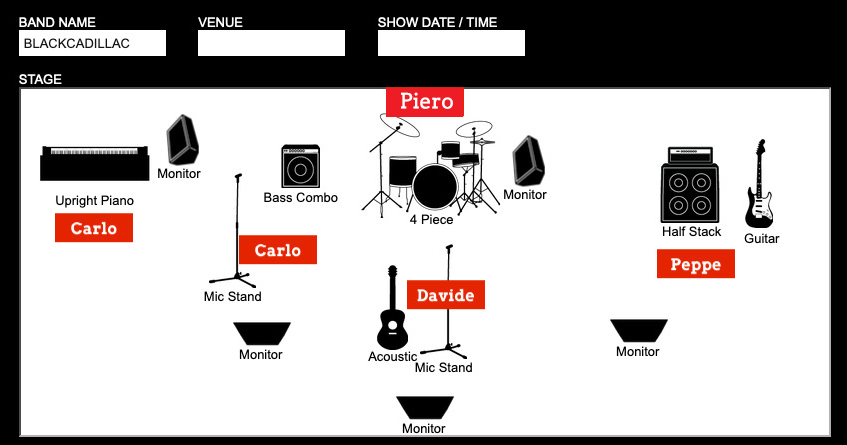 BAND NAME
VENUE
SHOW DATE / TIME
BLACKCADILLAC
STAGE
Piero
Monitor
Upright Piano
Carlo
Bass Combo
4 Piece
Monitor
Half Stack
Guitar
Carlo
Mic Stand
Peppe
Davide
Monitor
Acoustic
Mic Stand
Monitor
Monitor